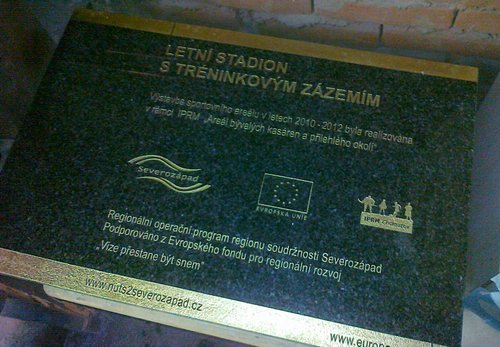 LETNÍ STADION
S TRÉNINKOVÝM ZÁZEMÍM
Výstavba sportovního areálu v letech 2010 - 2012 byla realizována
v rámci IPRM „Areál bývalých kasáren a přilehlého okolí“
Severozápad
EVROPSKÁ UNIE
IPRM Chomutov
Regionální operační program regionu soudržnosti Severozápad
Podporováno z Evropského fondu pro regionální rozvoj
„Vize přestane být snem“
www.nuts2severozapad.cz
www.europa